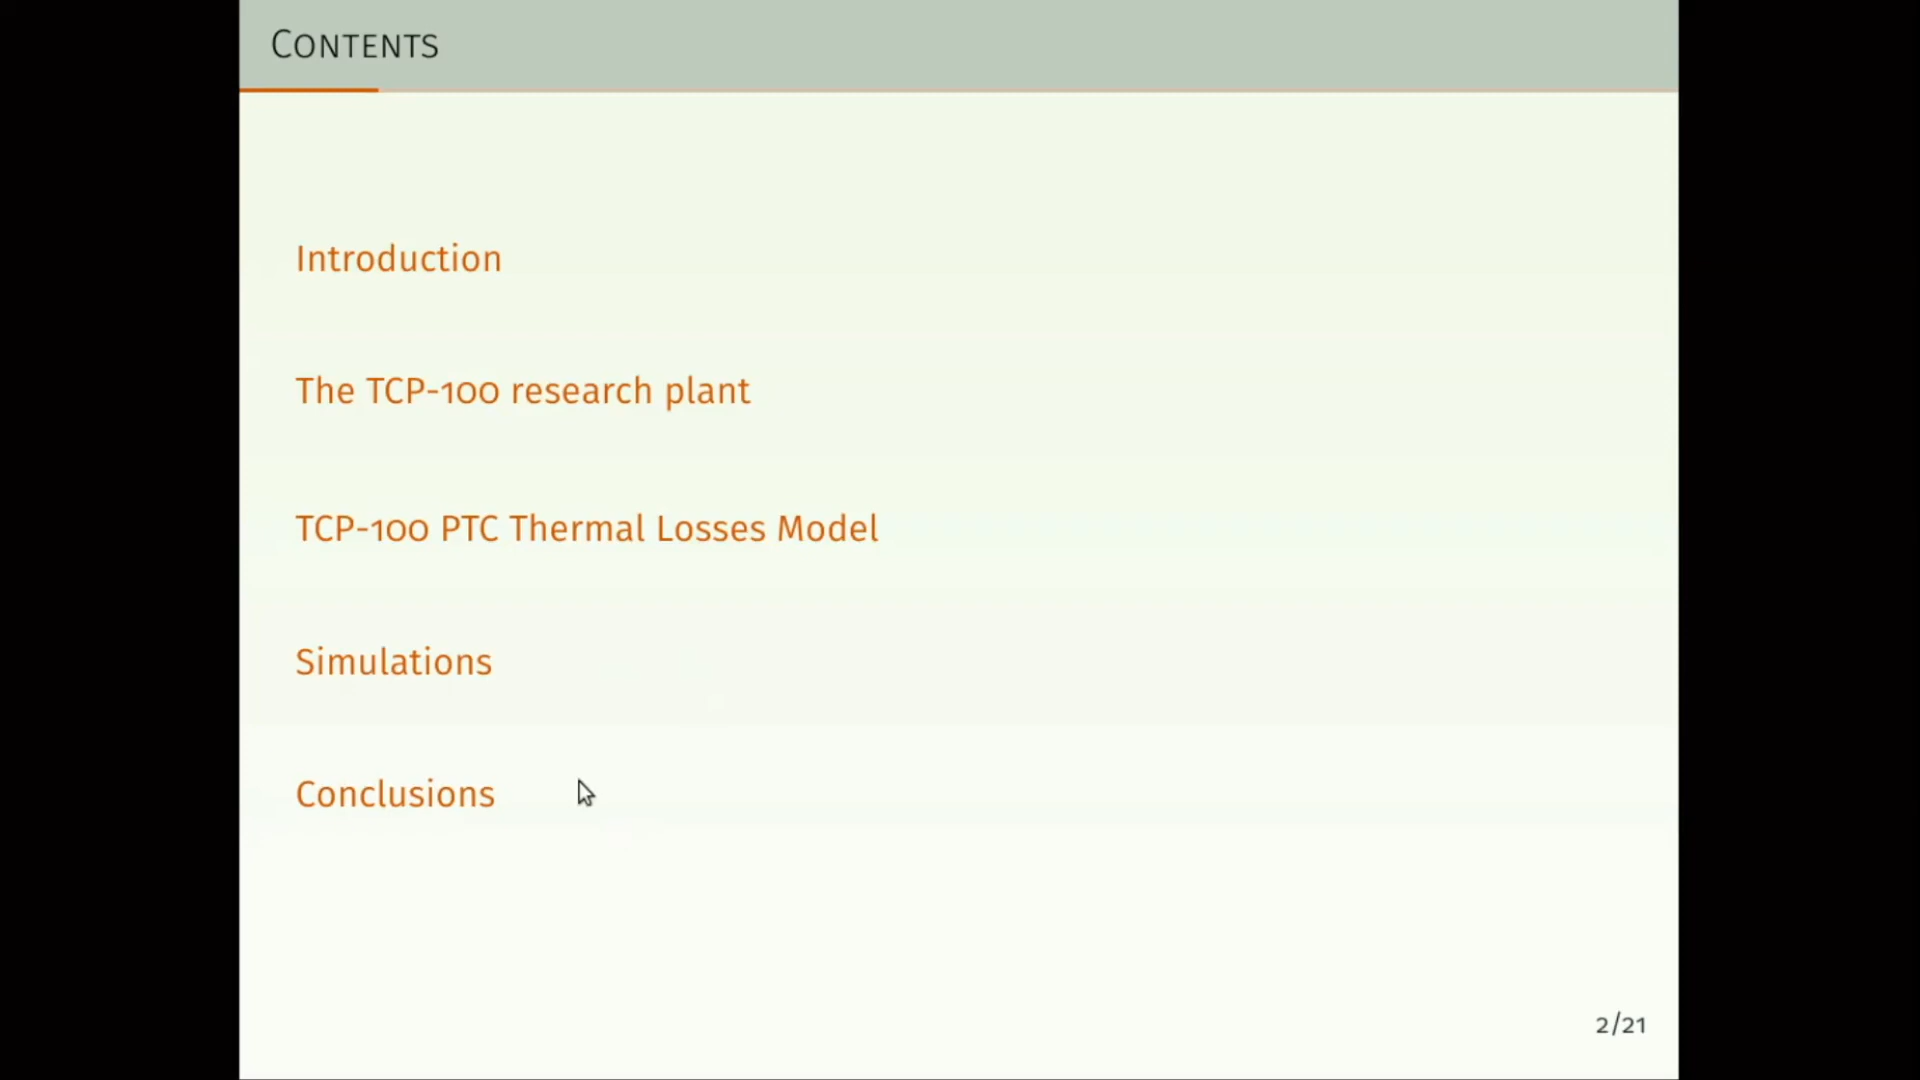 Contents
Introduction
The TCP-100 research plant
TCP-100 PTC Thermal Losses Model
Simulations
Conclusions
2/21